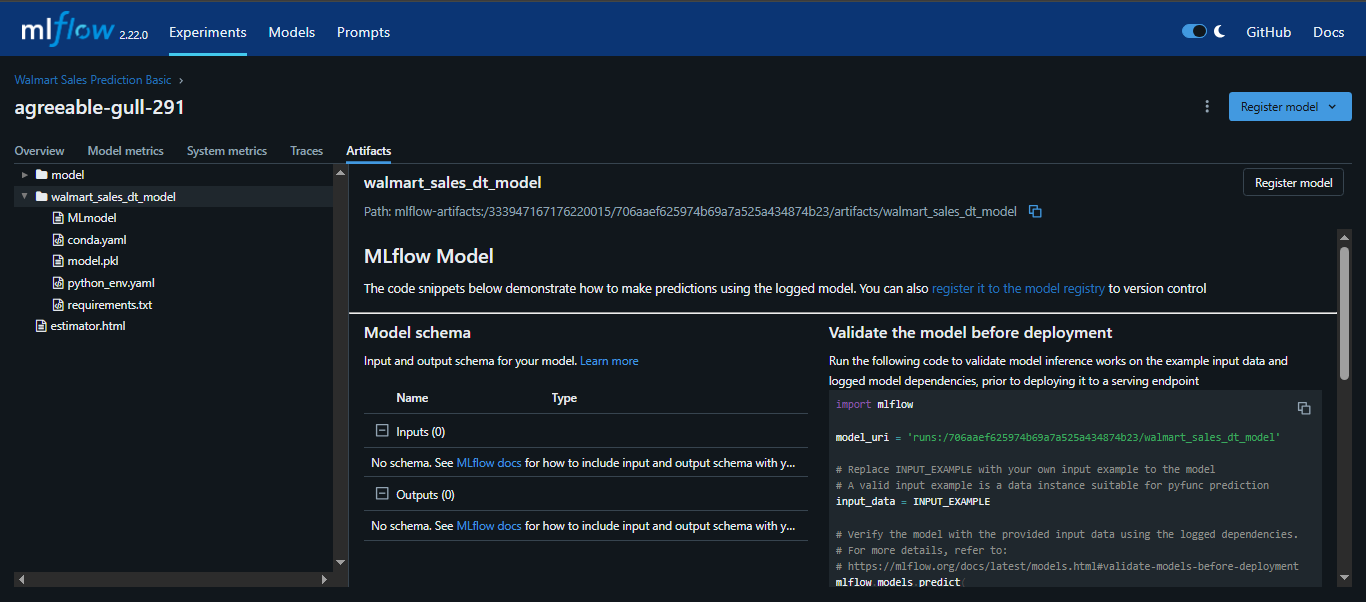 mlflow 2.22.0 Experiments Models Prompts GitHub Docs
Walmart Sales Prediction Basic
agreeable-gull-291
Register model
Overview Model metrics System metrics Traces Artifacts
model
walmart_sales_dt_model
MLmodel
conda.yaml
model.pkl
python_env.yaml
requirements.txt
estimator.html
walmart_sales_dt_model
Register model
Path: mlflow-artifacts:/333947167176220015/706aaef625974b69a7a525a434874b23/artifacts/walmart_sales_dt_model
MLflow Model
The code snippets below demonstrate how to make predictions using the logged model. You can also register it to the model registry to version control
Model schema
Input and output schema for your model. Learn more
Name Type
Inputs (0)
No schema. See MLflow docs for how to include input and output schema with y...
Outputs (0)
No schema. See MLflow docs for how to include input and output schema with y...
Validate the model before deployment
Run the following code to validate model inference works on the example input data and
logged model dependencies, prior to deploying it to a serving endpoint
import mlflow
model_uri = 'runs:/706aaef625974b69a7a525a434874b23/walmart_sales_dt_model'
# Replace INPUT_EXAMPLE with your own input example to the model
# A valid input example is a data instance suitable for pyfunc prediction
input_data = INPUT_EXAMPLE
# Verify the model with the provided input data using the logged dependencies.
# For more details, refer to:
# https://mlflow.org/docs/latest/models.html#validate-models-before-deployment
mlflow.models.predict(